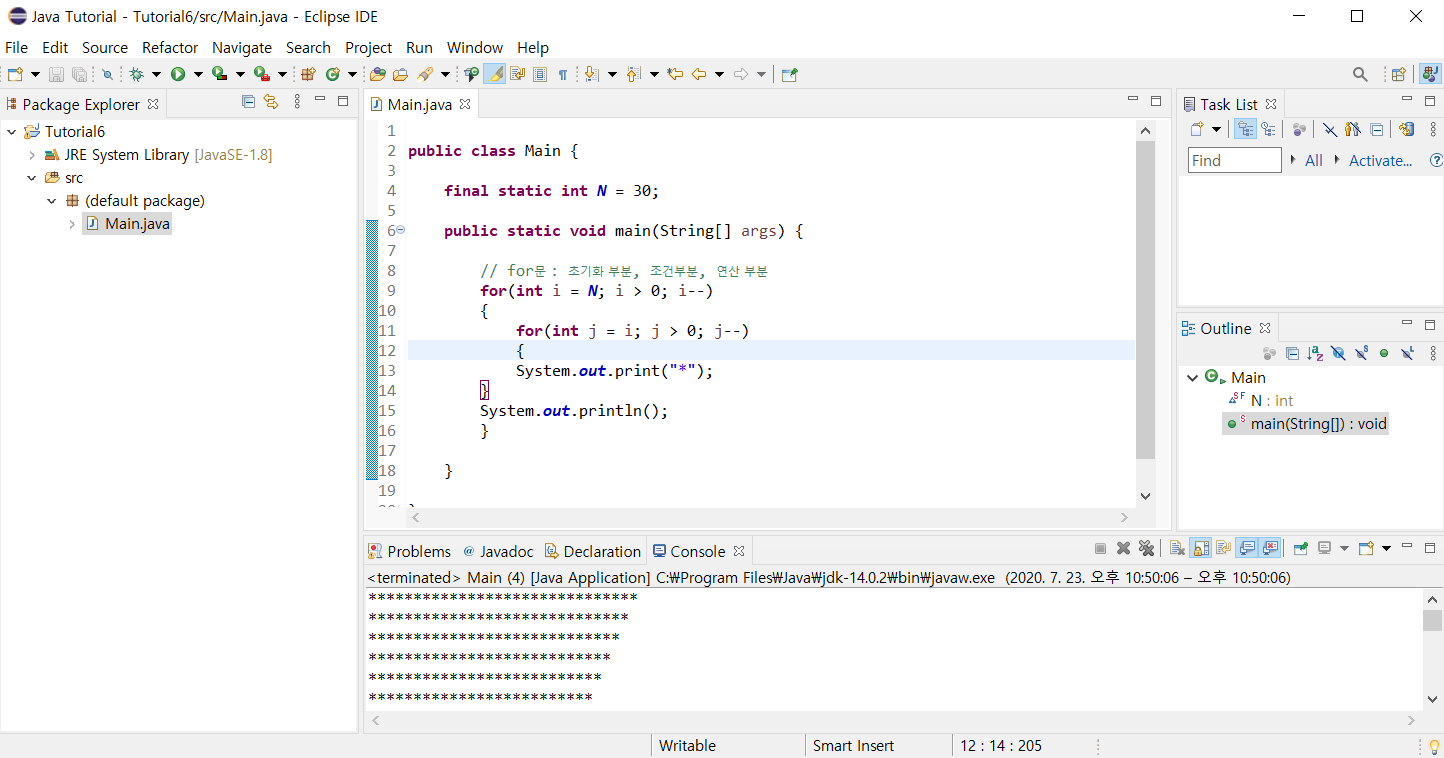 Java Tutorial - Tutorial6/src/Main.java - Eclipse IDE
File Edit Source Refactor Navigate Search Project Run Window Help
Package Explorer
Tutorial6
JRE System Library [JavaSE-1.8]
src
(default package)
Main.java
Main.java
1
2 public class Main {
3
4 final static int N = 30;
5
6 public static void main(String[] args) {
7
8 // for문 : 초기화 부분, 조건부분, 연산 부분
9 for(int i = N; i > 0; i--)
10 {
11 for(int j = i; j > 0; j--)
12 {
13 System.out.print("*");
14 }
15 System.out.println();
16 }
17
18 }
19
Task List
Find All Activate...
Outline
Main
N : int
main(String[]) : void
Problems Javadoc Declaration Console
<terminated> Main (4) [Java Application] C:₩Program Files₩Java₩jdk-14.0.2₩bin₩javaw.exe (2020. 7. 23. 오후 10:50:06 – 오후 10:50:06)
******************************
*****************************
****************************
***************************
**************************
*************************
Writable Smart Insert 12 : 14 : 205